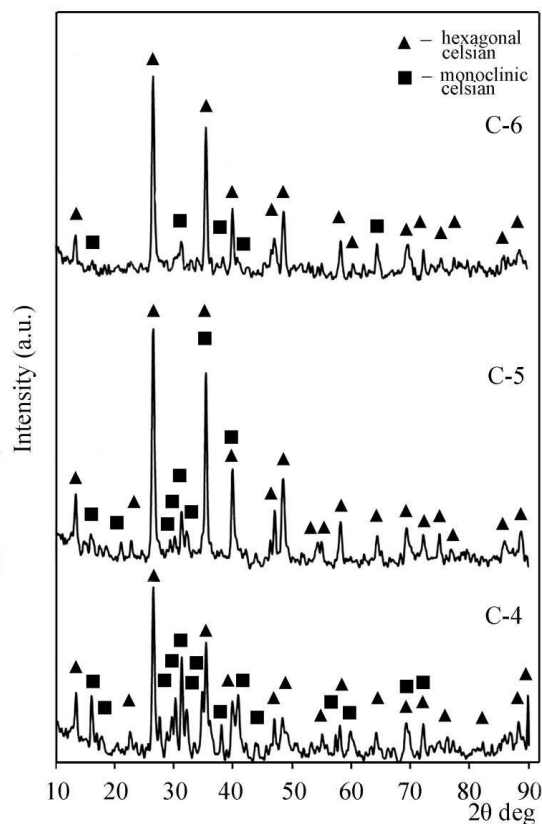 ▲ – hexagonal
celsian
■ – monoclinic
celsian
C-6
C-5
C-4
Intensity (a.u.)
10 20 30 40 50 60 70 80 90
2θ deg